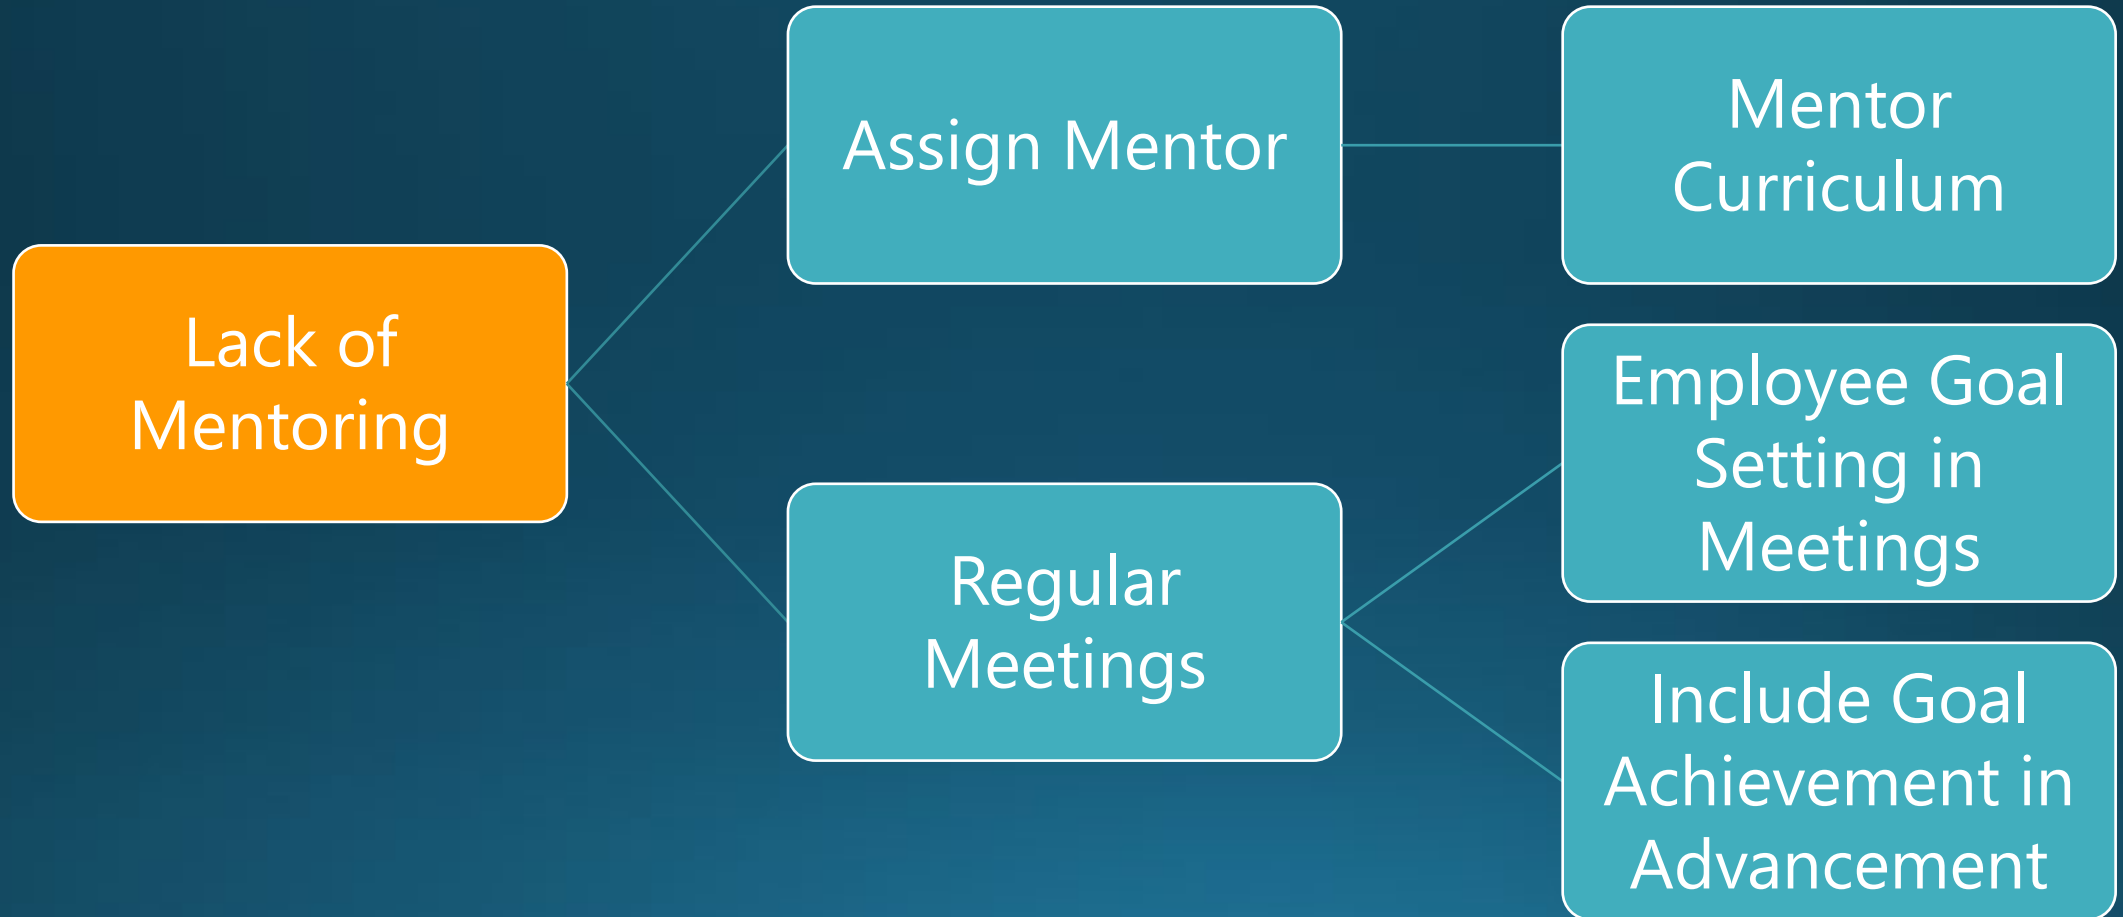 Lack of
Mentoring
Assign Mentor
Mentor
Curriculum
Regular
Meetings
Employee Goal
Setting in
Meetings
Include Goal
Achievement in
Advancement